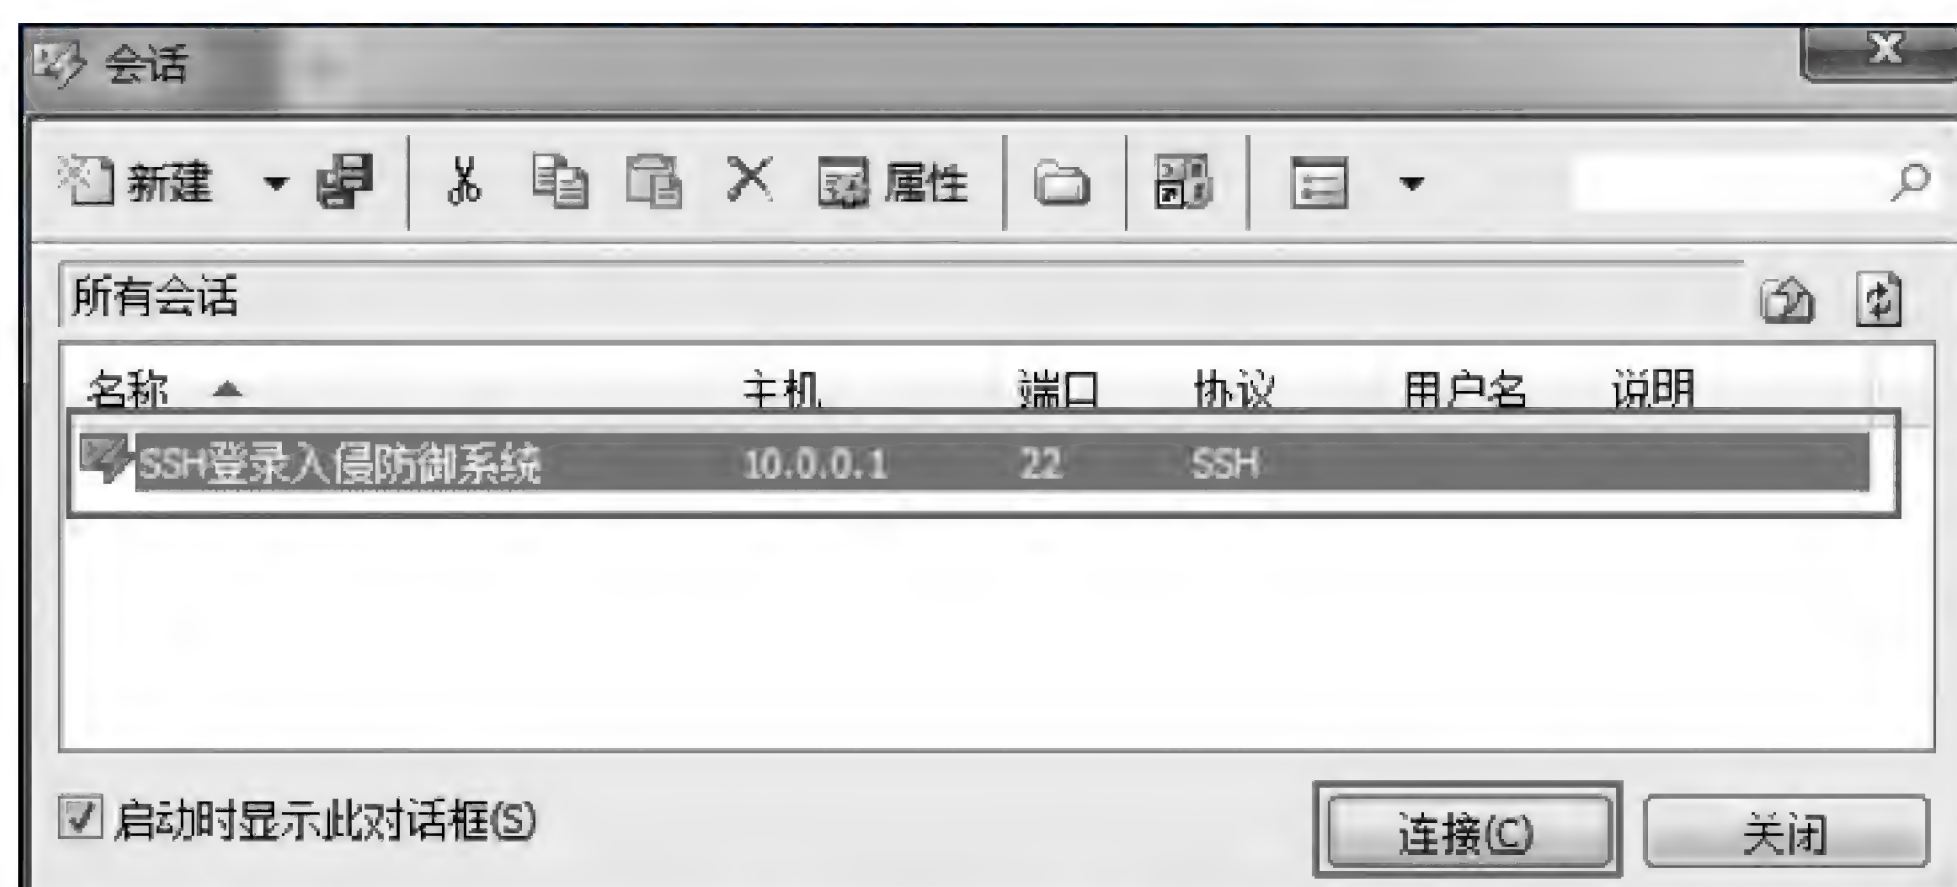 会话
新建 属性
所有会话
名称 主机 端口 协议 用户名 说明
SSH登录入侵防御系统 10.0.0.1 22 SSH
启动时显示此对话框(S) 连接(C) 关闭